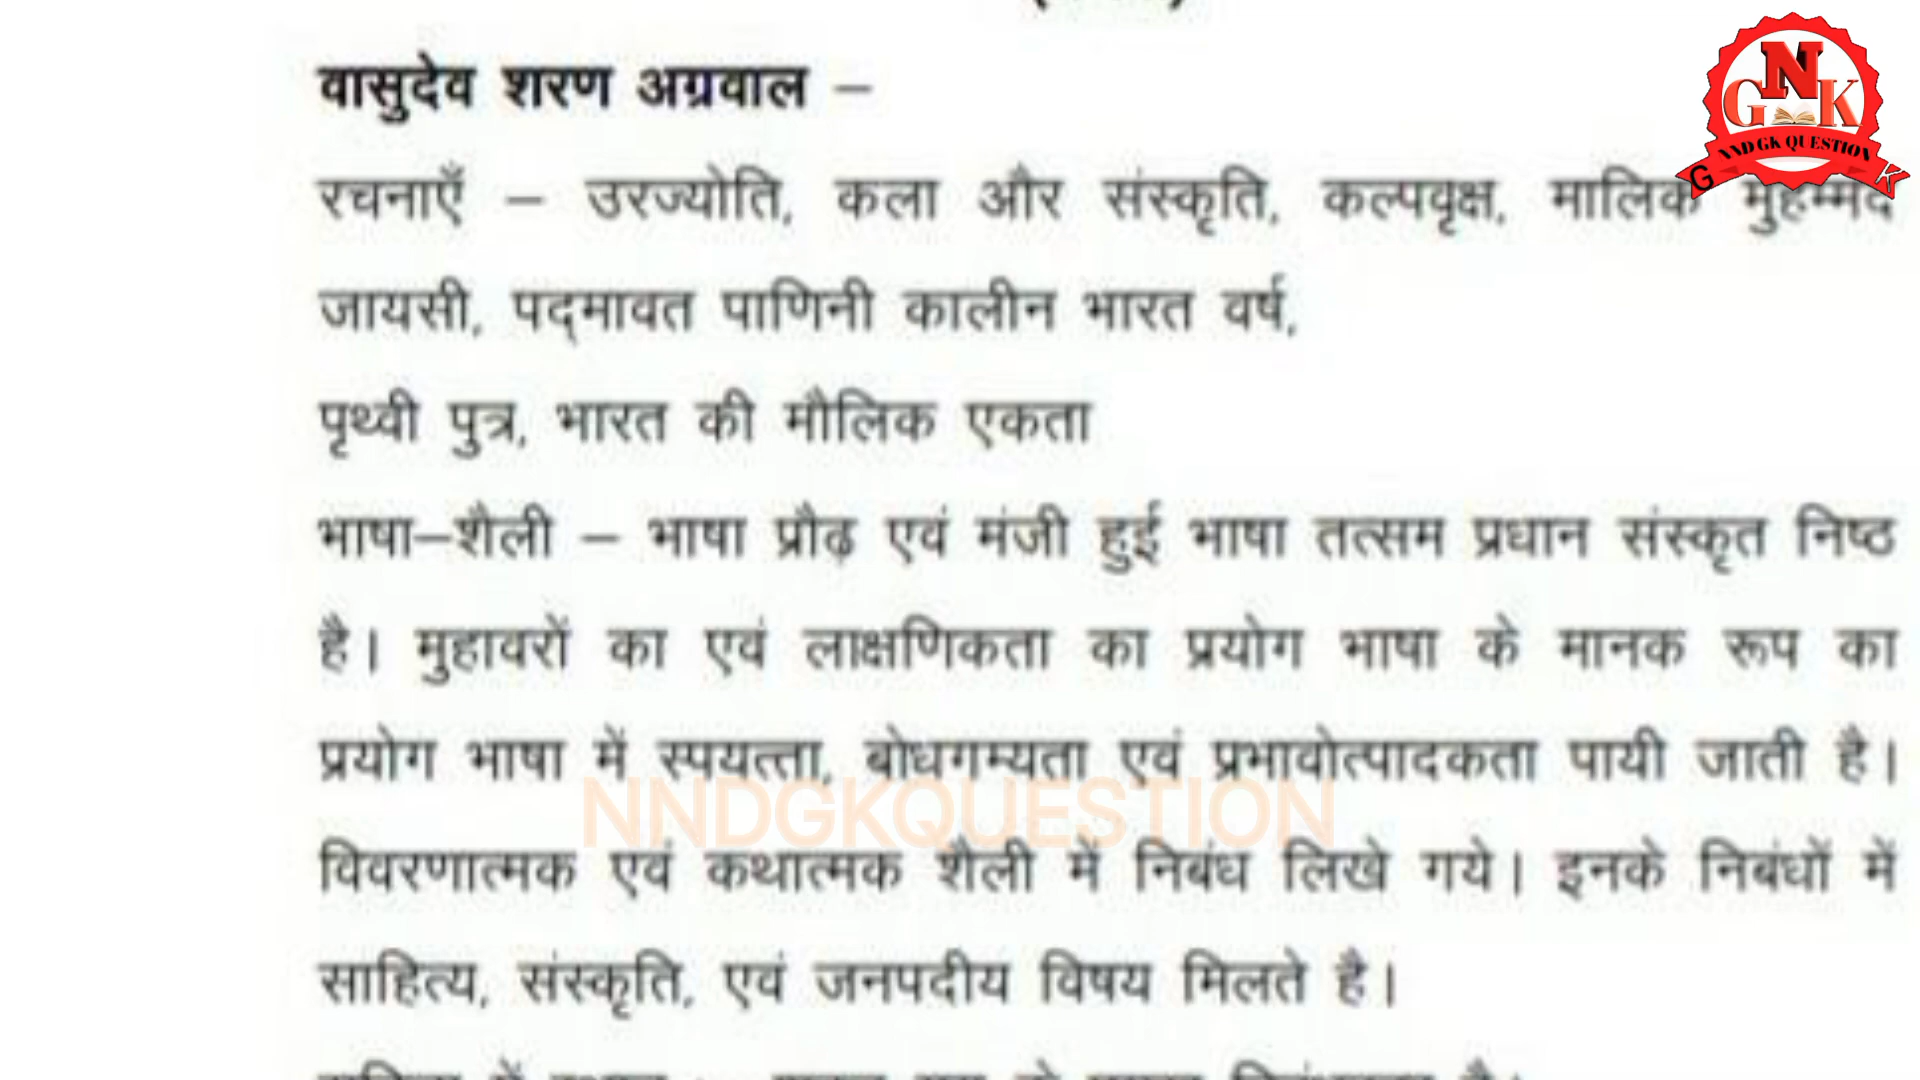 वासुदेव शरण अग्रवाल –
रचनाएँ – उरज्योति, कला और संस्कृति, कल्पवृक्ष, मालिक मुहम्मद
जायसी, पद्मावत पाणिनी कालीन भारत वर्ष,
पृथ्वी पुत्र, भारत की मौलिक एकता
भाषा–शैली – भाषा प्रौढ़ एवं मंजी हुई भाषा तत्सम प्रधान संस्कृत निष्ठ
है। मुहावरों का एवं लाक्षणिकता का प्रयोग भाषा के मानक रूप का
प्रयोग भाषा में स्पयत्ता, बोधगम्यता एवं प्रभावोत्पादकता पायी जाती है।
NNDGKQUESTION
विवरणात्मक एवं कथात्मक शैली में निबंध लिखे गये। इनके निबंधों में
साहित्य, संस्कृति, एवं जनपदीय विषय मिलते है।
N
G K
NND GK QUESTION
G K